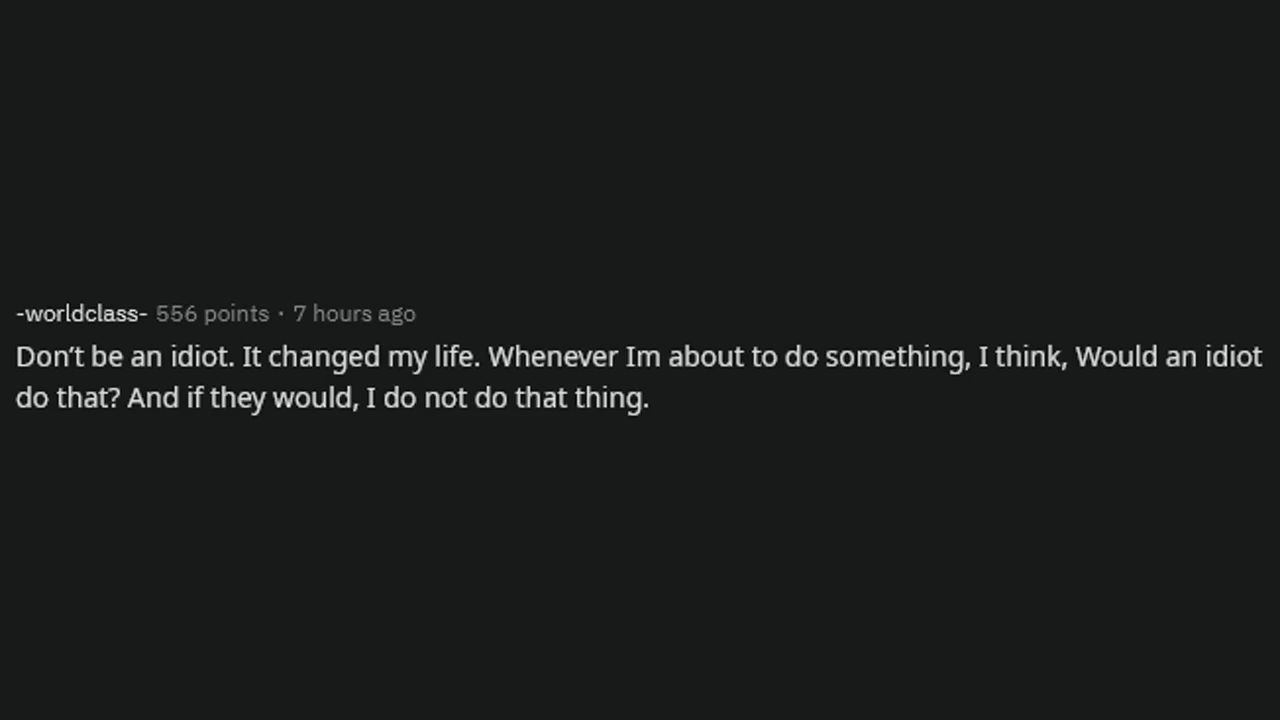 -worldclass- 556 points · 7 hours ago
Don't be an idiot. It changed my life. Whenever Im about to do something, I think, Would an idiot
do that? And if they would, I do not do that thing.